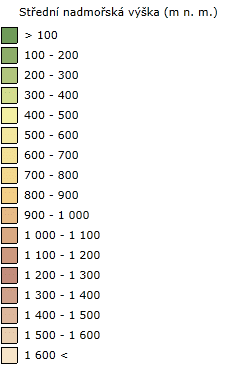 Střední nadmořská výška (m n. m.)
> 100
100 - 200
200 - 300
300 - 400
400 - 500
500 - 600
600 - 700
700 - 800
800 - 900
900 - 1 000
1 000 - 1 100
1 100 - 1 200
1 200 - 1 300
1 300 - 1 400
1 400 - 1 500
1 500 - 1 600
1 600 <